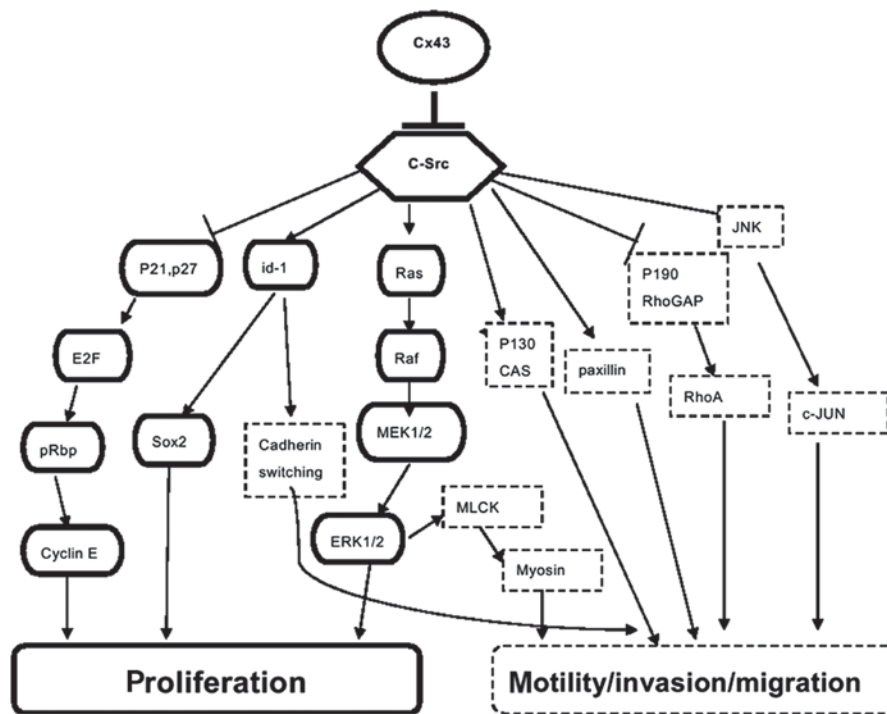 Cx43
C-Src
JNK
P21,p27
id-1
Ras
P190
RhoGAP
E2F
Raf
P130
CAS
paxillin
RhoA
c-JUN
pRbp
Sox2
Cadherin
switching
MEK1/2
MLCK
Cyclin E
ERK1/2
Myosin
Proliferation
Motility/invasion/migration